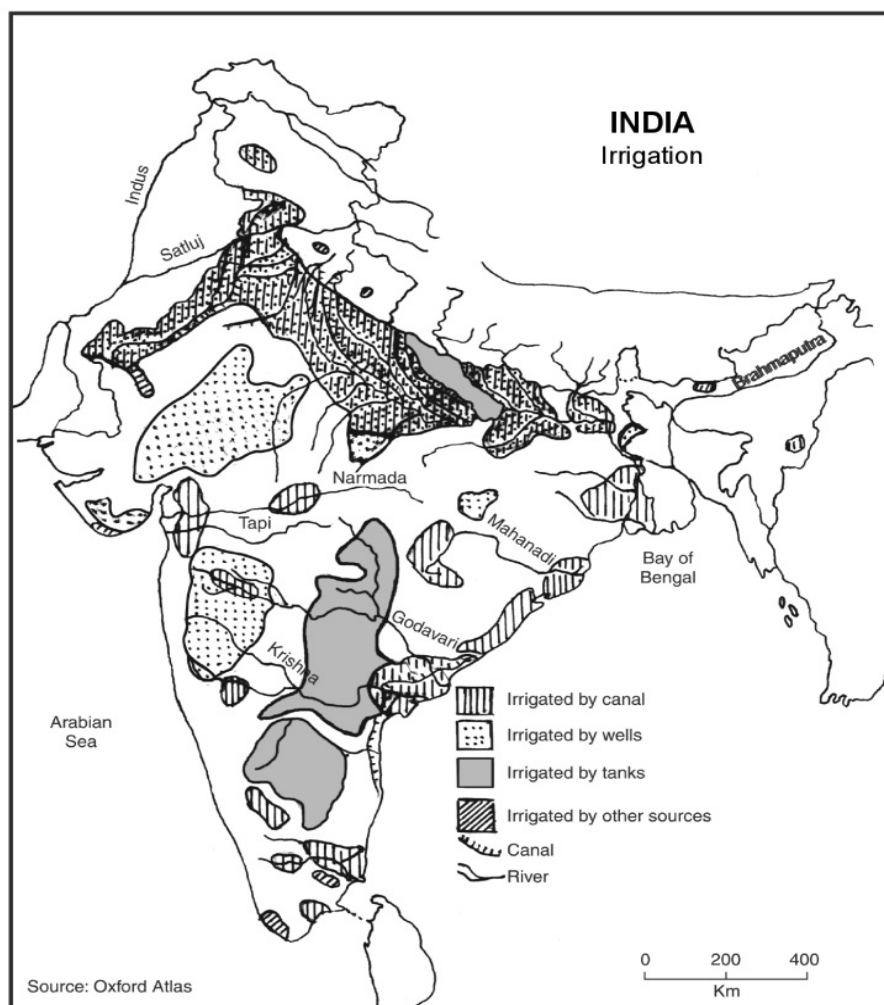 INDIA
Irrigation
Indus
Satluj
Brahmaputra
Narmada
Tapi
Mahanadi
Bay of
Bengal
Godavari
Krishna
Arabian
Sea
Irrigated by canal
Irrigated by wells
Irrigated by tanks
Irrigated by other sources
Canal
River
0 200 400
Km
Source: Oxford Atlas